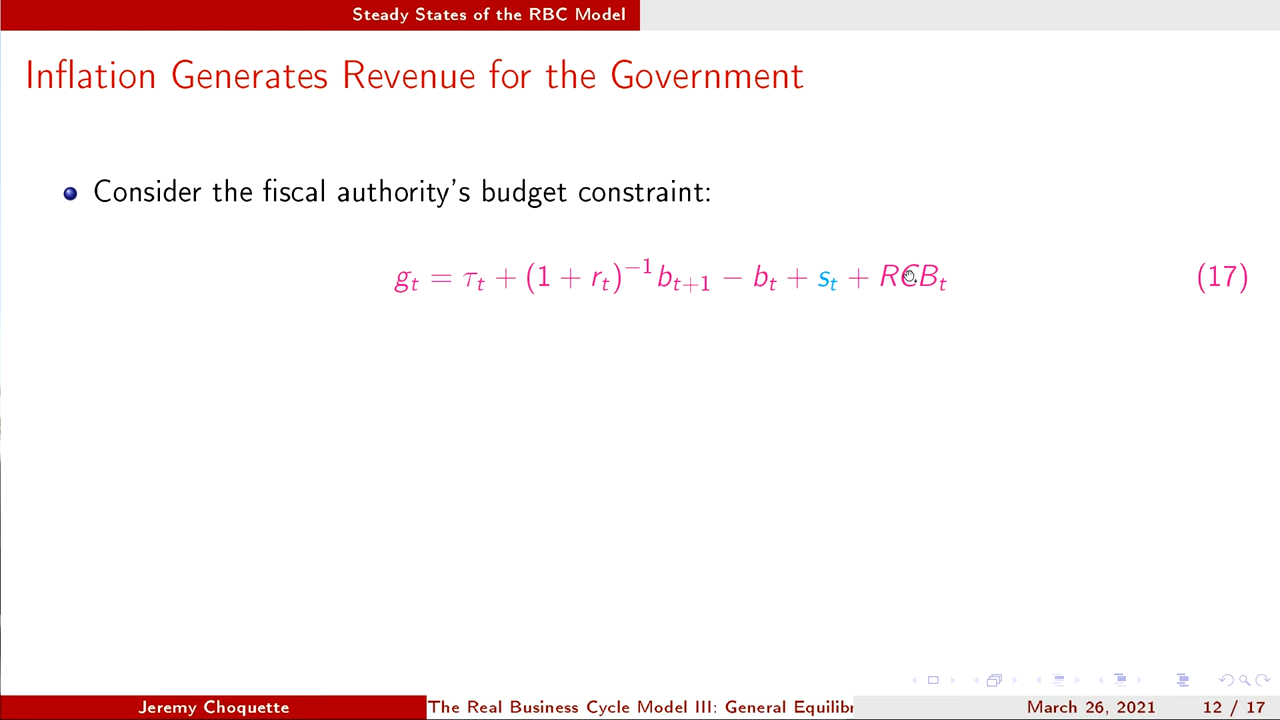 Steady States of the RBC Model
Inflation Generates Revenue for the Government
Consider the fiscal authority's budget constraint:
g_t = τ_t + (1 + r_t)^{−1} b_{t+1} − b_t + s_t + RCB_t (17)
Jeremy Choquette The Real Business Cycle Model III: General Equilibr March 26, 2021 12 / 17